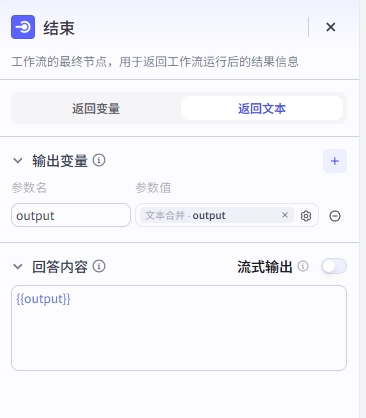 结束
工作流的最终节点，用于返回工作流运行后的结果信息
返回变量 返回文本
输出变量
参数名 参数值
output 文本合并 - output
回答内容 流式输出
{{output}}